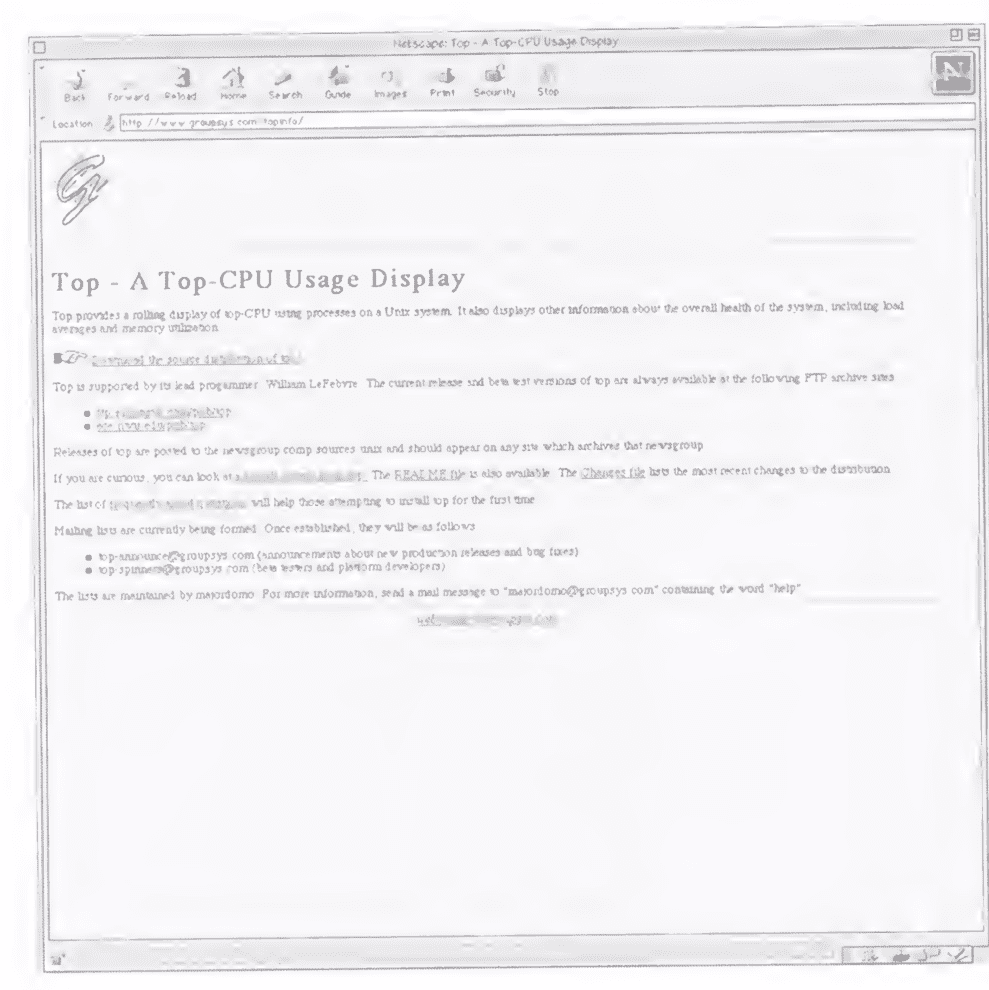 Netscape: Top - A Top-CPU Usage Display
Back Forward Reload Home Search Guide Images Print Security Stop
Location http://www.groupsys.com/topinfo/
N
Top - A Top-CPU Usage Display
Top provides a rolling display of top-CPU using processes on a Unix system. It also displays other information about the overall health of the system, including load
averages and memory utilization.
the source distribution of
Top is supported by its lead progammer, William LeFebvre. The current release and beta test versions of top are always available at the following FTP archive sites
Releases of top are posted to the newsgroup comp.sources.unix and should appear on any site which archives that newsgroup.
If you are curious, you can look at a The README file is also available. The Changes file lists the most recent changes to the distribution.
The list of frequently asked questions will help those attempting to install top for the first time.
Mailing lists are currently being formed. Once established, they will be as follows
top-announce@groupsys.com (announcements about new production releases and bug fixes)
top-spinners@groupsys.com (beta testers and platform developers)
The lists are maintained by majordomo. For more information, send a mail message to "majordomo@groupsys.com" containing the word "help".